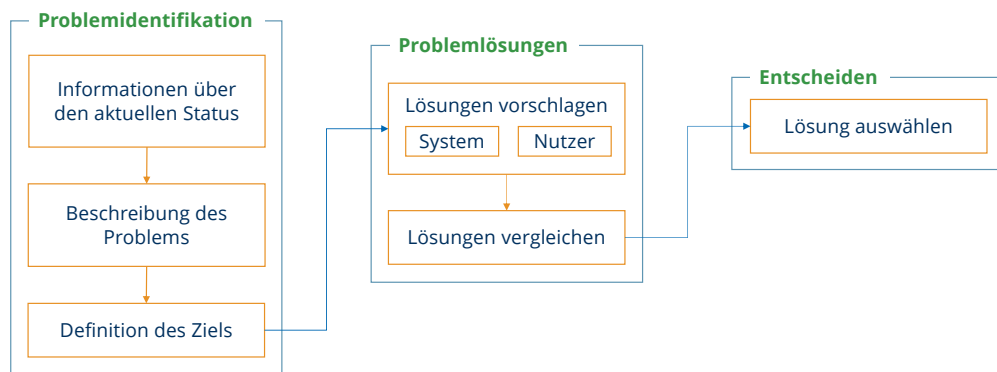 Problemidentifikation
Informationen über
den aktuellen Status
Beschreibung des
Problems
Definition des Ziels
Problemlösungen
Lösungen vorschlagen
System
Nutzer
Lösungen vergleichen
Entscheiden
Lösung auswählen